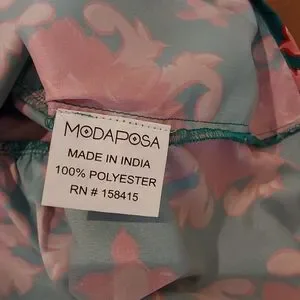 MODAPOSA
MADE IN INDIA
100% POLYESTER
RN # 158415